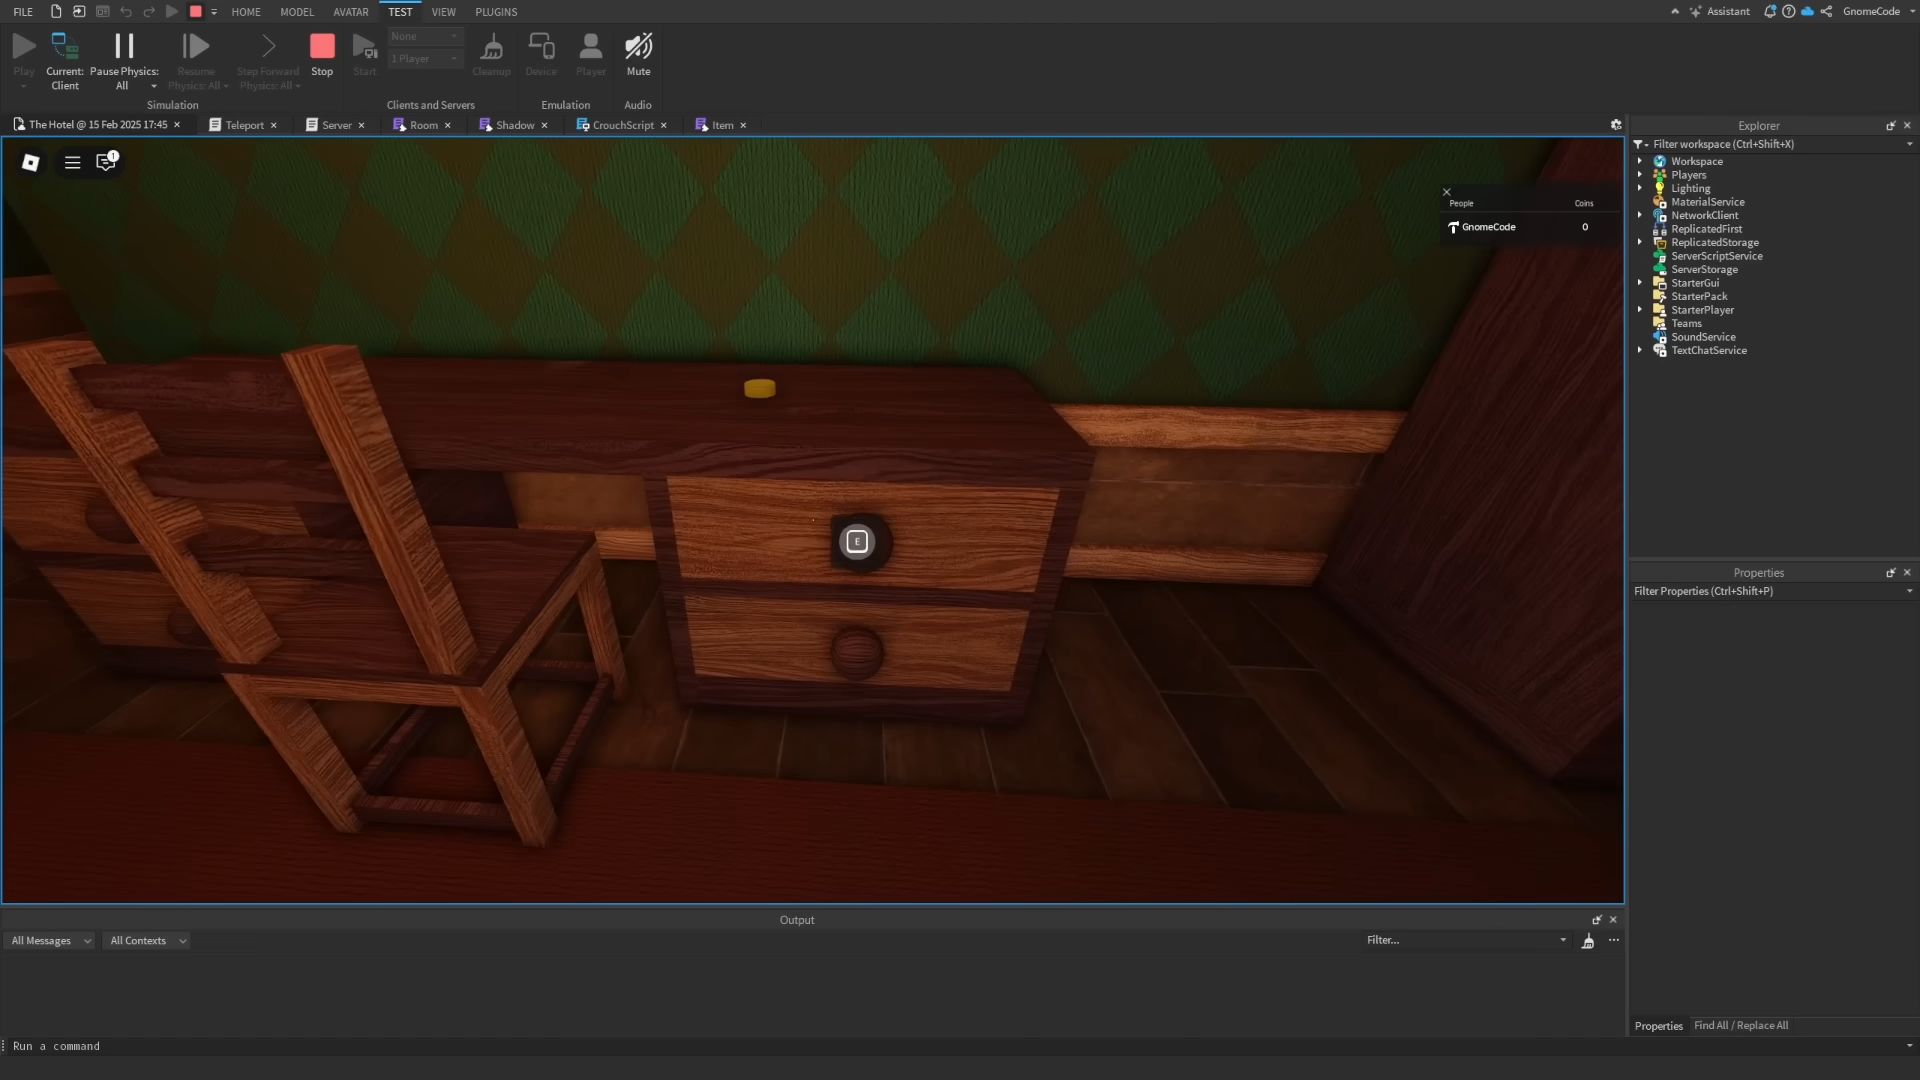 FILE HOME MODEL AVATAR TEST VIEW PLUGINS Assistant GnomeCode
Play
Current: Client
Pause Physics: All
Resume Physics: All
Step Forward Physics: All
Stop
Start
None
1 Player
Cleanup
Device
Player
Mute
Simulation Clients and Servers Emulation Audio
The Hotel @ 15 Feb 2025 17:45 Teleport Server Room Shadow CrouchScript Item
1
People Coins
GnomeCode 0
E
Explorer
Filter workspace (Ctrl+Shift+X)
Workspace
Players
Lighting
MaterialService
NetworkClient
ReplicatedFirst
ReplicatedStorage
ServerScriptService
ServerStorage
StarterGui
StarterPack
StarterPlayer
Teams
SoundService
TextChatService
Properties
Filter Properties (Ctrl+Shift+P)
Properties Find All / Replace All
Output
All Messages All Contexts Filter...
Run a command